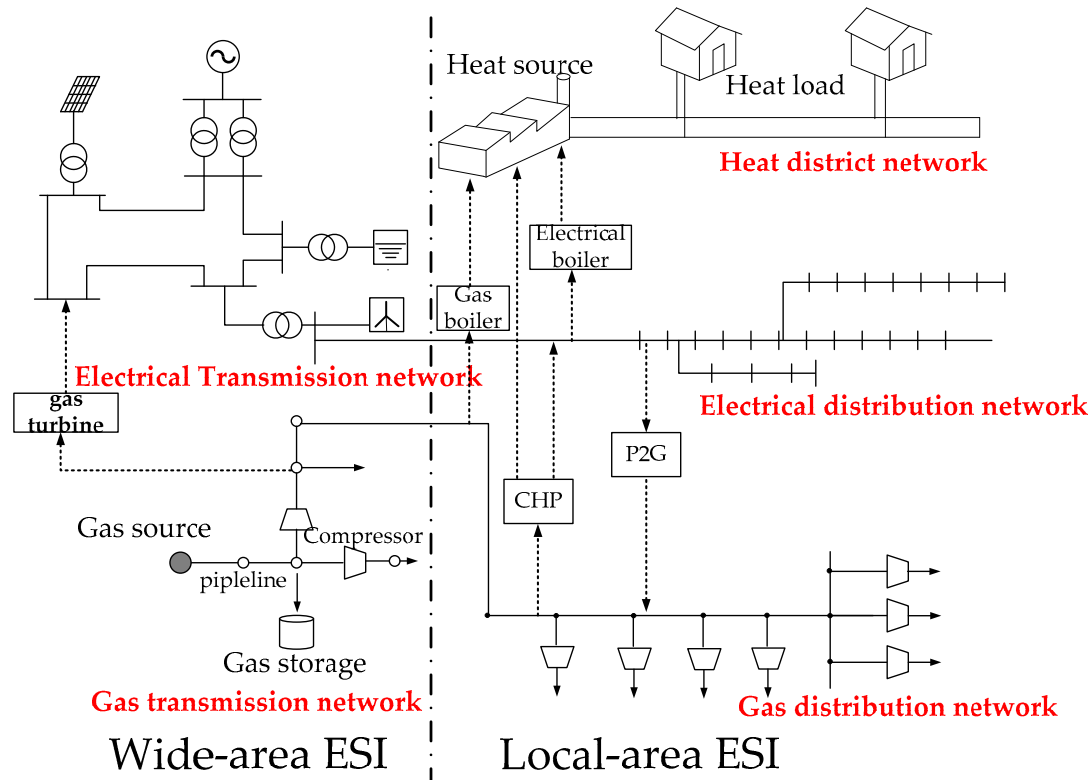 Heat source
Heat load
Heat district network
Electrical
boiler
Gas
boiler
Electrical Transmission network
gas
turbine
Electrical distribution network
P2G
CHP
Gas source
Compressor
pipleline
Gas storage
Gas transmission network
Gas distribution network
Wide-area ESI
Local-area ESI